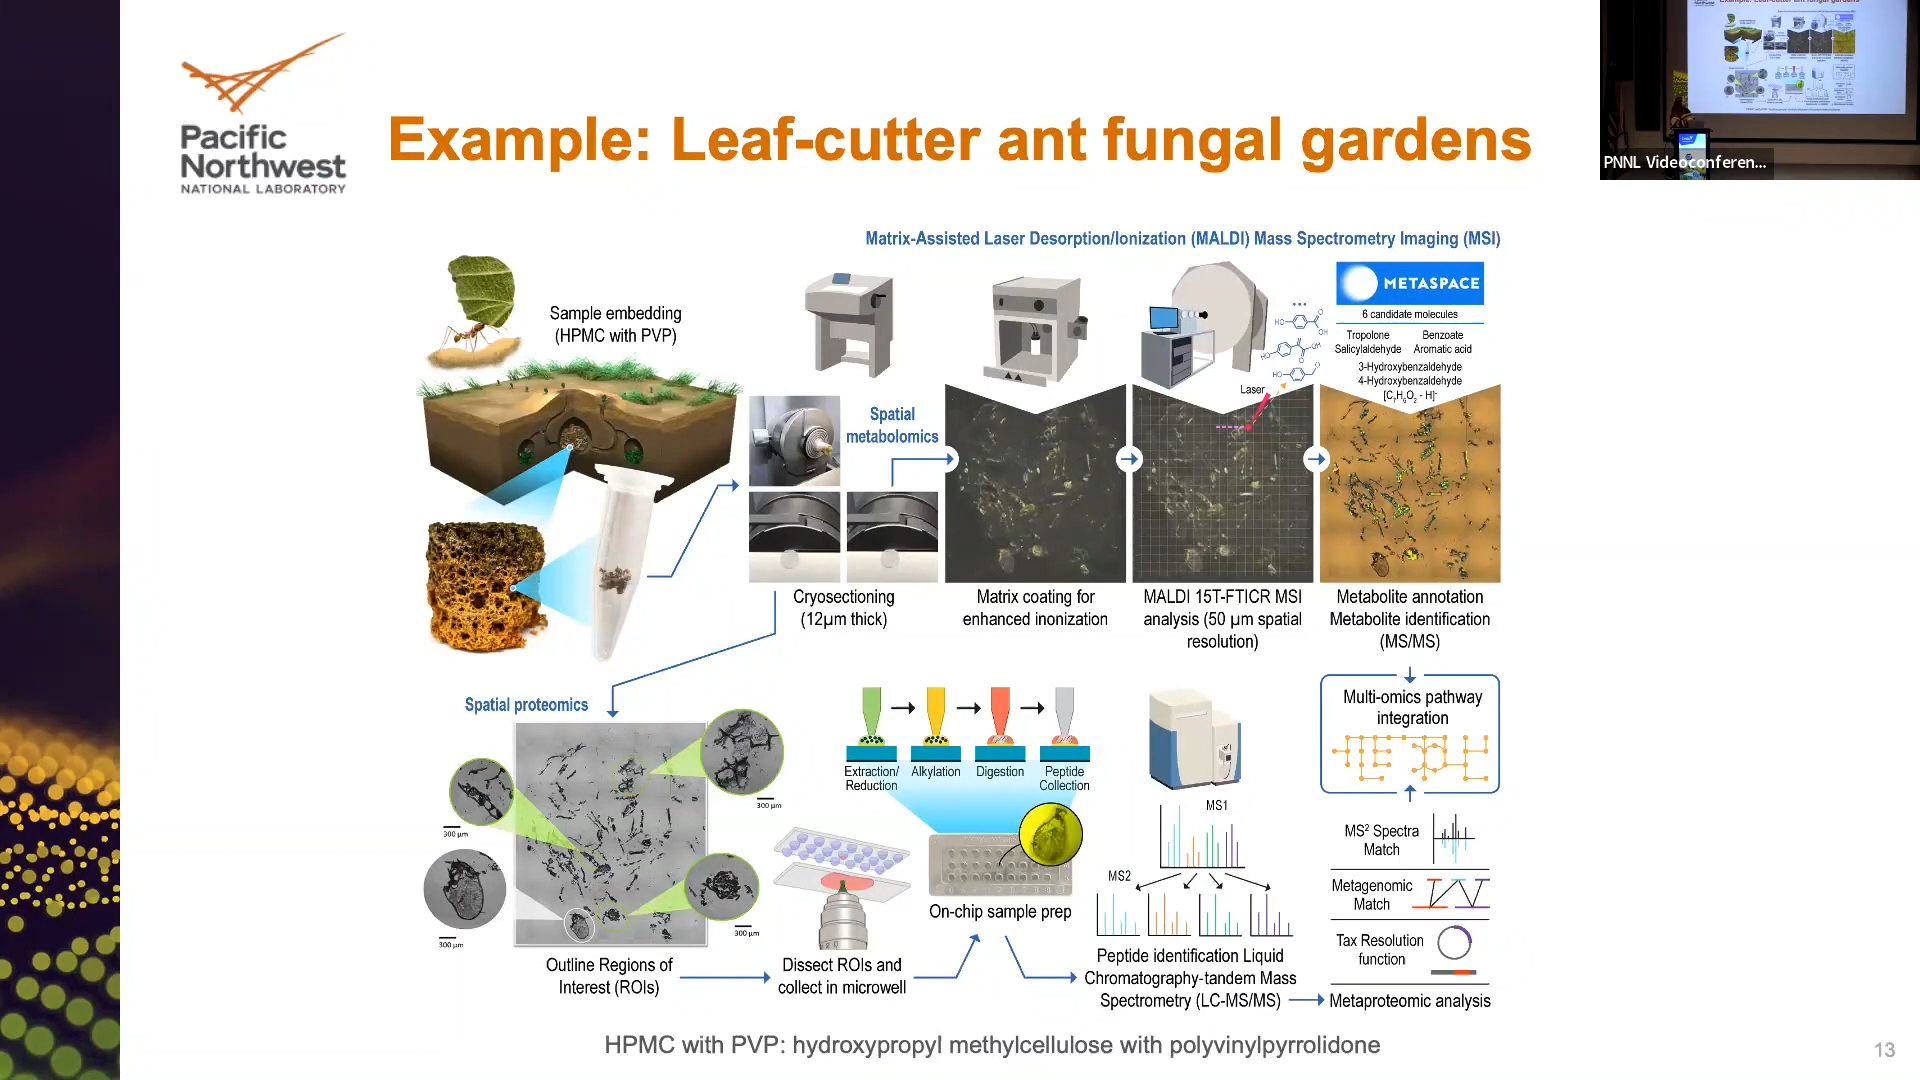 Pacific
Northwest
NATIONAL LABORATORY
Example: Leaf-cutter ant fungal gardens
PNNL Videoconferen...
Matrix-Assisted Laser Desorption/Ionization (MALDI) Mass Spectrometry Imaging (MSI)
Sample embedding
(HPMC with PVP)
METASPACE
6 candidate molecules
Tropolone
Benzoate
Salicylaldehyde
Aromatic acid
3-Hydroxybenzaldehyde
4-Hydroxybenzaldehyde
[C7H6O2 - H]-
HO
O
OH
HO
OH
O
HO
O
Laser
Spatial
metabolomics
Cryosectioning
(12µm thick)
Matrix coating for
enhanced inonization
MALDI 15T-FTICR MSI
analysis (50 µm spatial
resolution)
Metabolite annotation
Metabolite identification
(MS/MS)
Spatial proteomics
300 µm
300 µm
300 µm
300 µm
Outline Regions of
Interest (ROIs)
Dissect ROIs and
collect in microwell
Extraction/
Reduction
Alkylation
Digestion
Peptide
Collection
On-chip sample prep
MS1
MS2
Peptide identification Liquid
Chromatography-tandem Mass
Spectrometry (LC-MS/MS)
Multi-omics pathway
integration
MS² Spectra
Match
Metagenomic
Match
Tax Resolution
function
Metaproteomic analysis
HPMC with PVP: hydroxypropyl methylcellulose with polyvinylpyrrolidone
13